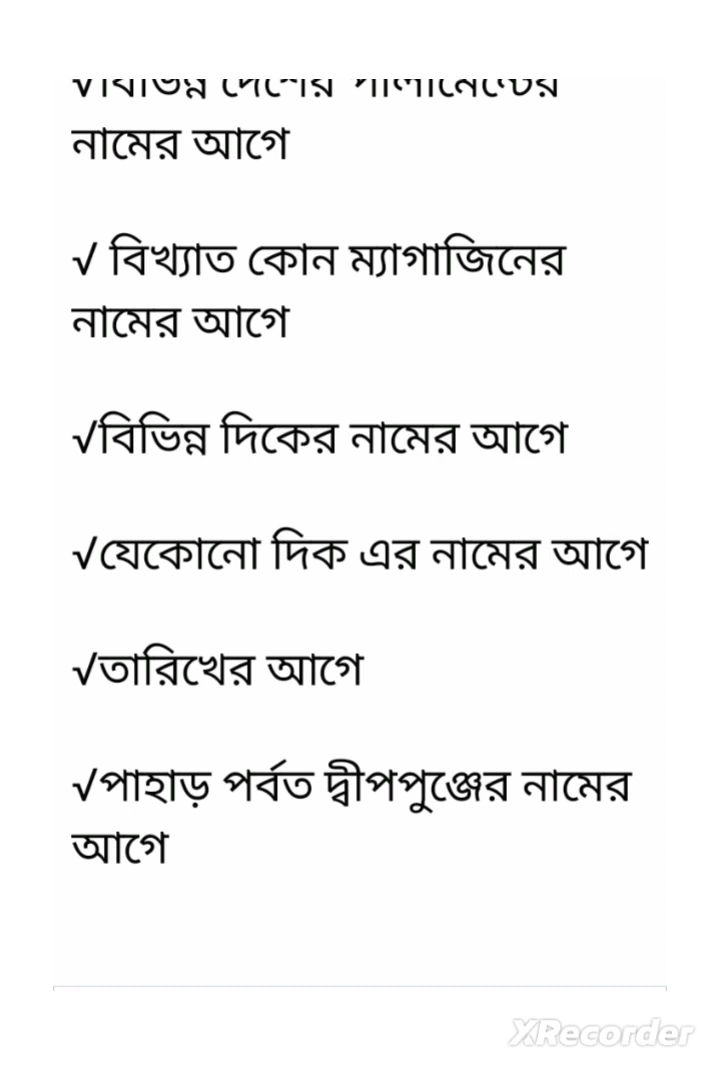 √বিভিন্ন দেশের পার্লামেন্টের
নামের আগে
√ বিখ্যাত কোন ম্যাগাজিনের
নামের আগে
√বিভিন্ন দিকের নামের আগে
√যেকোনো দিক এর নামের আগে
√তারিখের আগে
√পাহাড় পর্বত দ্বীপপুঞ্জের নামের
আগে
XRecorder